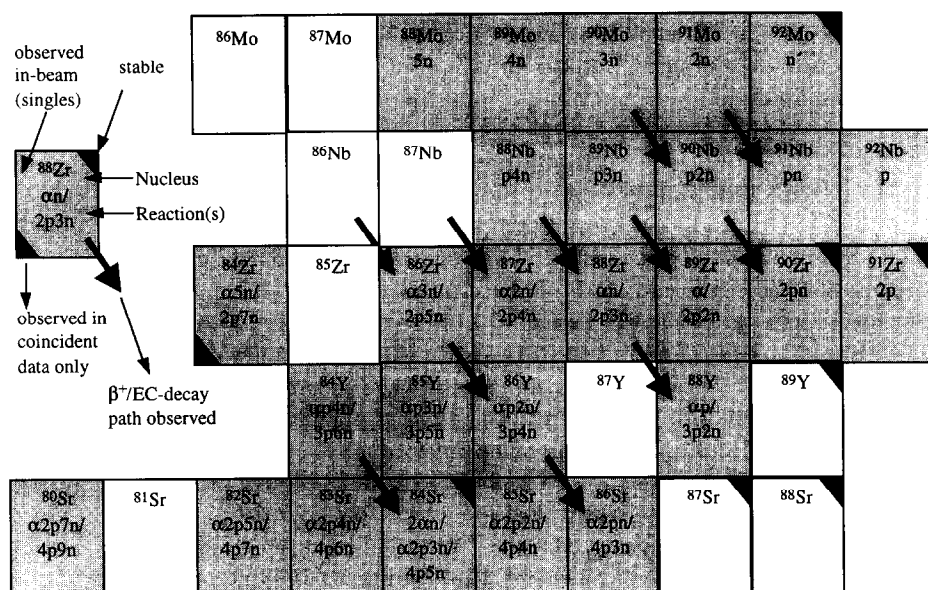 observed
in-beam
(singles)
stable
⁸⁸Zr
αn/
2p3n
Nucleus
Reaction(s)
observed in
coincident
data only
β⁺/EC-decay
path observed
⁸⁶Mo
⁸⁷Mo
⁸⁸Mo
5n
⁸⁹Mo
4n
⁹⁰Mo
3n
⁹¹Mo
2n
⁹²Mo
n′
⁸⁶Nb
⁸⁷Nb
⁸⁸Nb
p4n
⁸⁹Nb
p3n
⁹⁰Nb
p2n
⁹¹Nb
pn
⁹²Nb
p
⁸⁴Zr
α5n/
2p7n
⁸⁵Zr
⁸⁶Zr
α3n/
2p5n
⁸⁷Zr
α2n/
2p4n
⁸⁸Zr
αn/
2p3n
⁸⁹Zr
α/
2p2n
⁹⁰Zr
2pn
⁹¹Zr
2p
⁸⁴Y
αp4n/
3p6n
⁸⁵Y
αp3n/
3p5n
⁸⁶Y
αp2n/
3p4n
⁸⁷Y
⁸⁸Y
αp/
3p2n
⁸⁹Y
⁸⁰Sr
α2p7n/
4p9n
⁸¹Sr
⁸²Sr
α2p5n/
4p7n
⁸³Sr
α2p4n/
4p6n
⁸⁴Sr
2αn/
α2p3n/
4p5n
⁸⁵Sr
α2p2n/
4p4n
⁸⁶Sr
α2pn/
4p3n
⁸⁷Sr
⁸⁸Sr